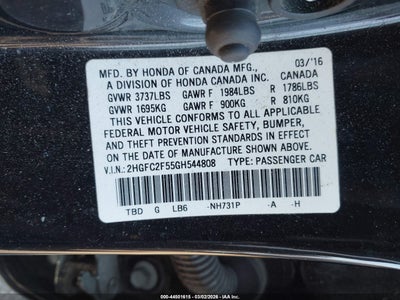 MFD. BY HONDA OF CANADA MFG., 03/'16
A DIVISION OF HONDA CANADA INC. CANADA
GVWR 3737LBS GAWR F 1984LBS R 1786LBS
GVWR 1695KG GAWR F 900KG R 810KG
THIS VEHICLE CONFORMS TO ALL APPLICABLE
FEDERAL MOTOR VEHICLE SAFETY, BUMPER,
AND THEFT PREVENTION STANDARDS IN EFFECT ON
THE DATE OF MANUFACTURE SHOWN ABOVE.
V.I.N.: 2HGFC2F55GH544808 TYPE: PASSENGER CAR
TBD G LB6 -NH731P -A -H
000-44501615 - 03/02/2026 - IAAI.com